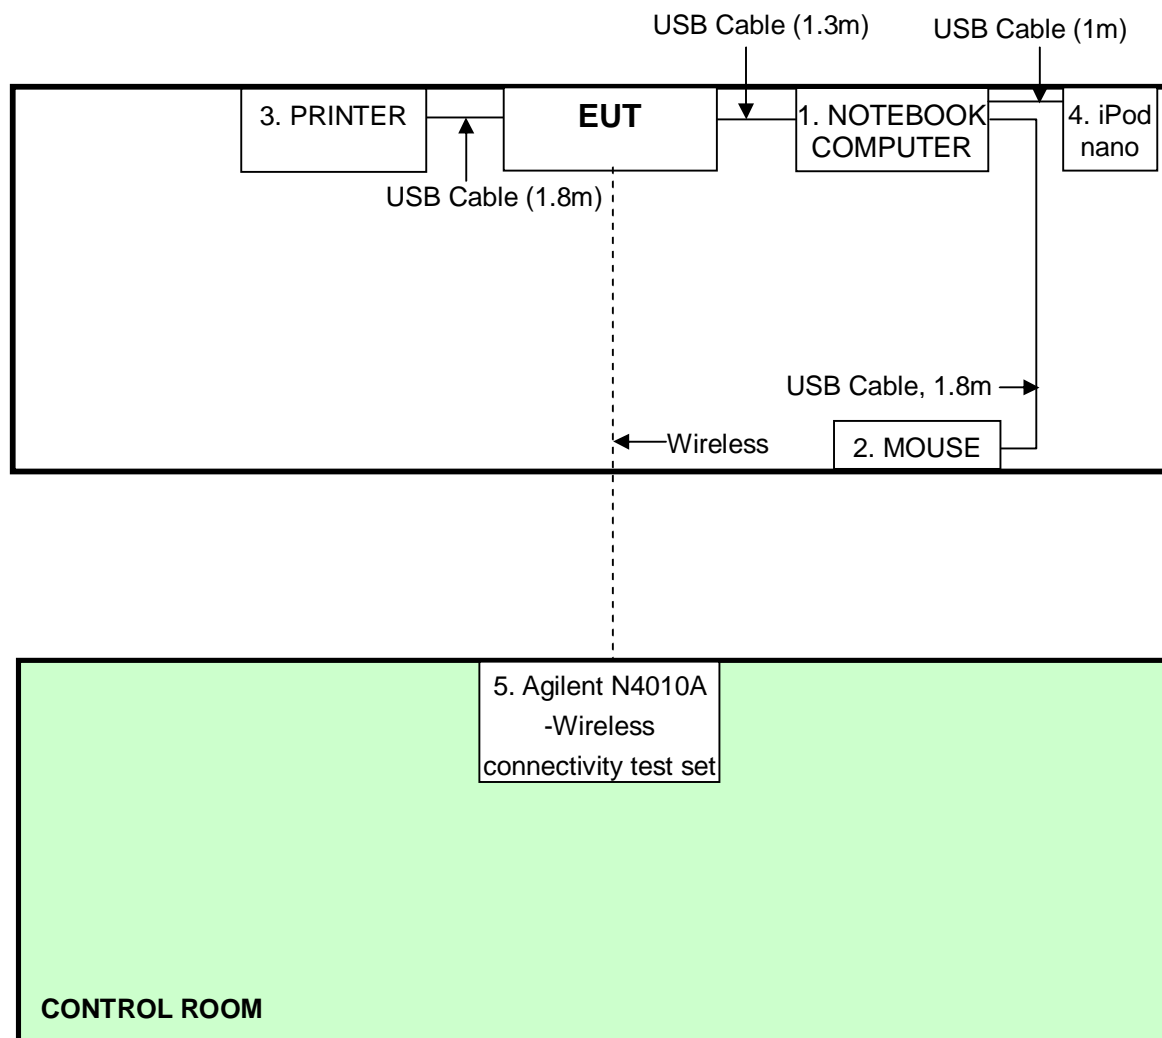 USB Cable (1.3m)
USB Cable (1m)
3. PRINTER
EUT
1. NOTEBOOK
COMPUTER
4. iPod
nano
USB Cable (1.8m)
USB Cable, 1.8m
Wireless
2. MOUSE
5. Agilent N4010A
-Wireless
connectivity test set
CONTROL ROOM